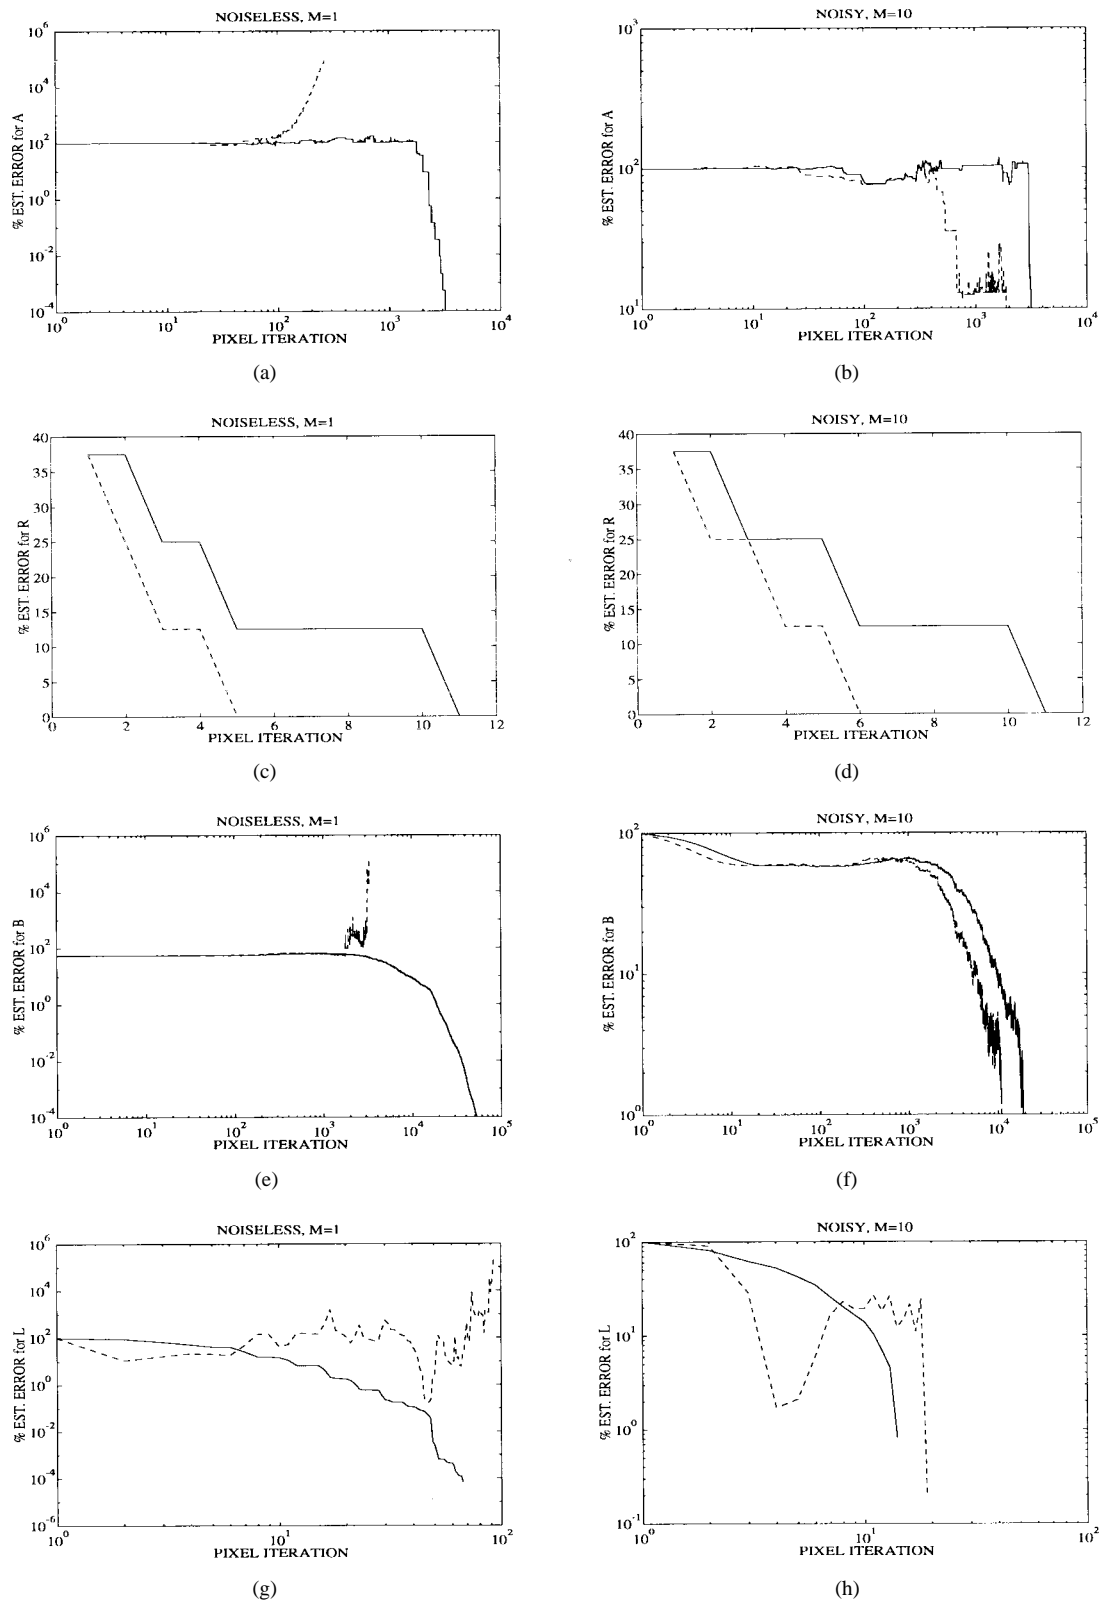 NOISELESS, M=1
% EST. ERROR for A
10^6
10^4
10^2
10^0
10^-2
10^-4
10^0 10^1 10^2 10^3 10^4
PIXEL ITERATION
(a)
NOISY, M=10
% EST. ERROR for A
10^3
10^2
10^1
10^0 10^1 10^2 10^3 10^4
PIXEL ITERATION
(b)
NOISELESS, M=1
% EST. ERROR for R
40
35
30
25
20
15
10
5
0
0 2 4 6 8 10 12
PIXEL ITERATION
(c)
NOISY, M=10
% EST. ERROR for R
40
35
30
25
20
15
10
5
0
0 2 4 6 8 10 12
PIXEL ITERATION
(d)
NOISELESS, M=1
% EST. ERROR for B
10^6
10^4
10^2
10^0
10^-2
10^-4
10^0 10^1 10^2 10^3 10^4 10^5
PIXEL ITERATION
(e)
NOISY, M=10
% EST. ERROR for B
10^2
10^1
10^0
10^0 10^1 10^2 10^3 10^4 10^5
PIXEL ITERATION
(f)
NOISELESS, M=1
% EST. ERROR for L
10^6
10^4
10^2
10^0
10^-2
10^-4
10^-6
10^0 10^1 10^2
PIXEL ITERATION
(g)
NOISY, M=10
% EST. ERROR for L
10^2
10^1
10^0
10^-1
10^0 10^1 10^2
PIXEL ITERATION
(h)